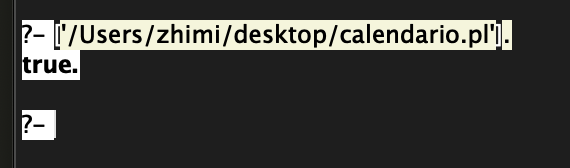 ?- ['/Users/zhimi/desktop/calendario.pl'].
true.
?-